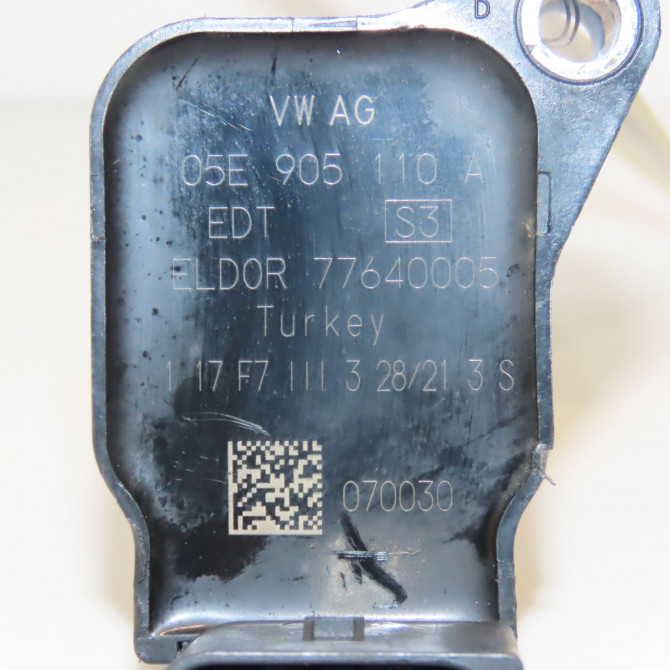 D
VW AG
05E 905 110 A
EDT S3
ELDOR 77640005
Turkey
1 17 F7 111 3 28/21 3 S
070030